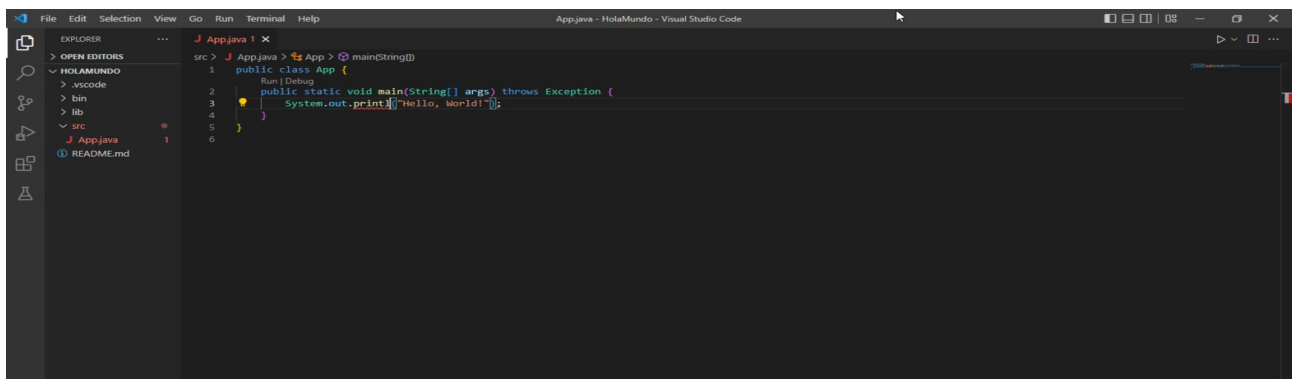 File Edit Selection View Go Run Terminal Help App.java - HolaMundo - Visual Studio Code
EXPLORER ... J App.java 1 ×
> OPEN EDITORS src > J App.java > App > main(String[])
HOLAMUNDO 1 public class App {
Run | Debug
> .vscode 2 public static void main(String[] args) throws Exception {
> bin 3 System.out.printl("Hello, World!");
> lib 4 }
src 5 }
J App.java 1 6
README.md